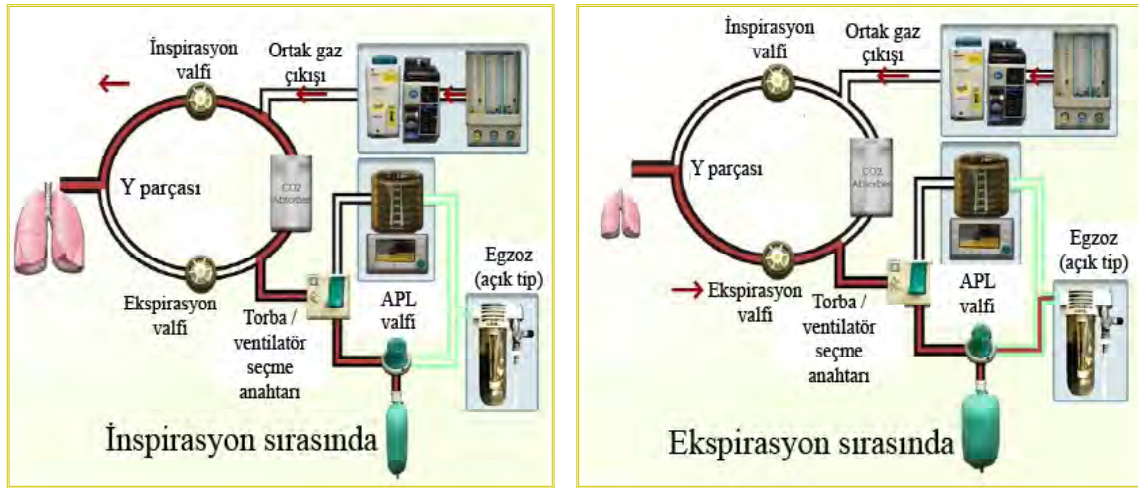 İnspirasyon
valfi
Ortak gaz
çıkışı
Y parçası
CO2
Absorber
Ekspirasyon
valfi
Torba /
ventilatör
seçme
anahtarı
APL
valfi
Egzoz
(açık tip)
İnspirasyon sırasında
İnspirasyon
valfi
Ortak gaz
çıkışı
Y parçası
CO2
Absorber
Ekspirasyon
valfi
Torba /
ventilatör
seçme
anahtarı
APL
valfi
Egzoz
(açık tip)
Ekspirasyon sırasında